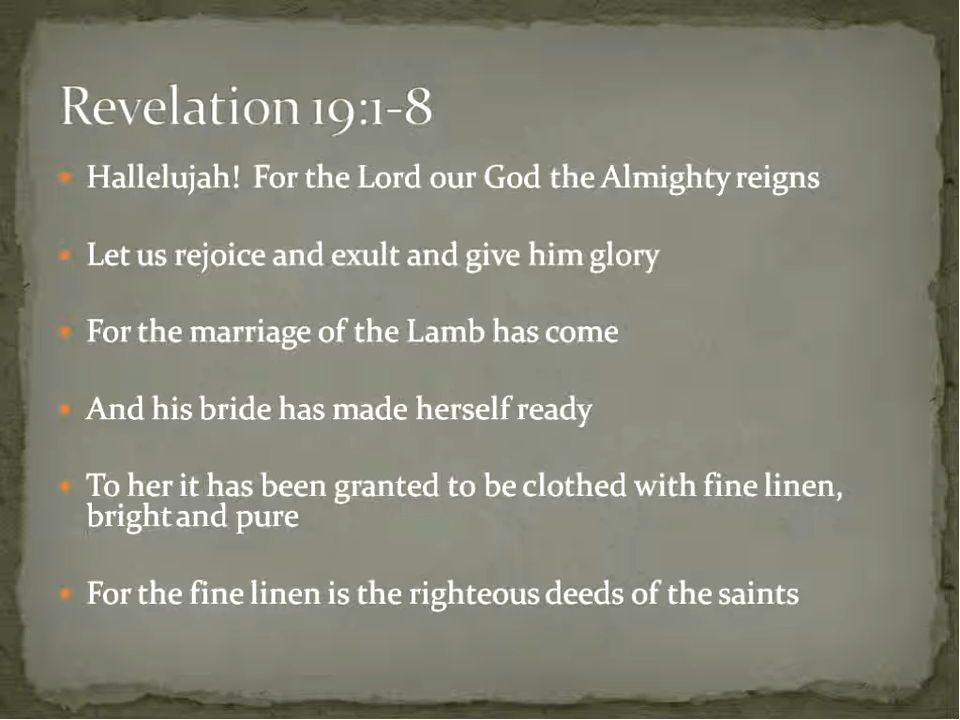 Revelation 19:1-8
• Hallelujah!  For the Lord our God the Almighty reigns
• Let us rejoice and exult and give him glory
• For the marriage of the Lamb has come
• And his bride has made herself ready
• To her it has been granted to be clothed with fine linen,
bright and pure
• For the fine linen is the righteous deeds of the saints